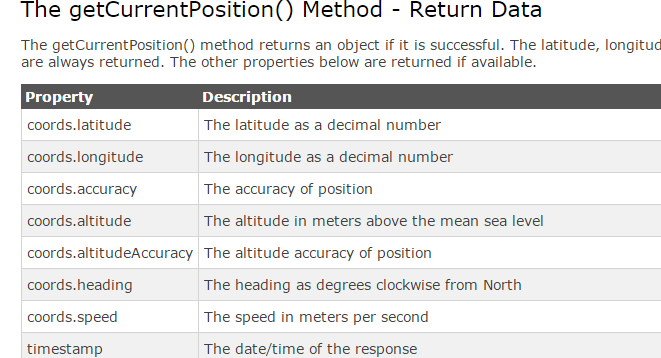 The getCurrentPosition() Method - Return Data
The getCurrentPosition() method returns an object if it is successful. The latitude,
are always returned. The other properties below are returned if available.
Property Description
coords.latitude The latitude as a decimal number
coords.longitude The longitude as a decimal number
coords.accuracy The accuracy of position
coords.altitude The altitude in meters above the mean sea level
coords.altitudeAccuracy The altitude accuracy of position
coords.heading The heading as degrees clockwise from North
coords.speed The speed in meters per second
timestamp The date/time of the response